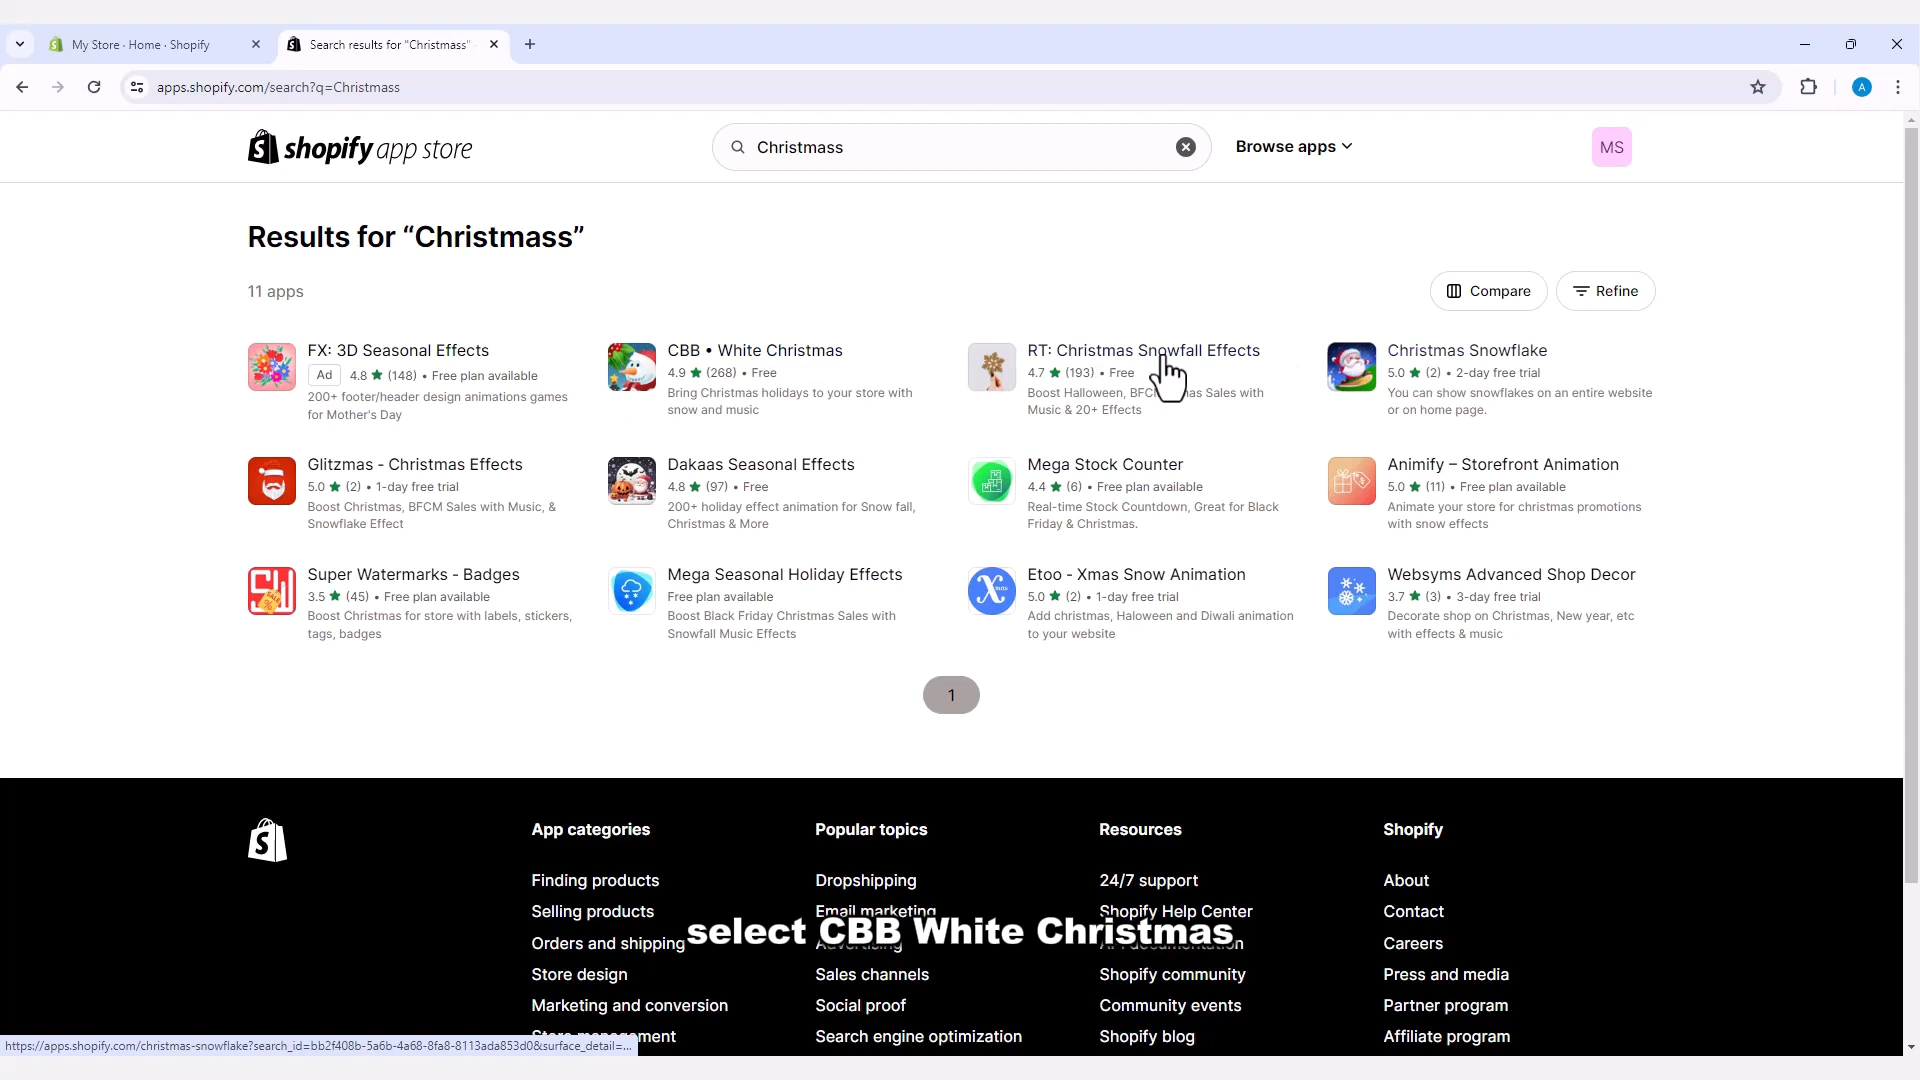 My Store · Home · Shopify
Search results for "Christmass"
apps.shopify.com/search?q=Christmass
A
shopify app store
Christmass
Browse apps
MS
Results for “Christmass”
11 apps
Compare
Refine
FX: 3D Seasonal Effects
Ad 4.8 ★ (148) • Free plan available
200+ footer/header design animations games
for Mother's Day
CBB • White Christmas
4.9 ★ (268) • Free
Bring Christmas holidays to your store with
snow and music
RT: Christmas Snowfall Effects
4.7 ★ (193) • Free
Boost Halloween, BFCM as Sales with
Music & 20+ Effects
Christmas Snowflake
5.0 ★ (2) • 2-day free trial
You can show snowflakes on an entire website
or on home page.
Glitzmas - Christmas Effects
5.0 ★ (2) • 1-day free trial
Boost Christmas, BFCM Sales with Music, &
Snowflake Effect
Dakaas Seasonal Effects
4.8 ★ (97) • Free
200+ holiday effect animation for Snow fall,
Christmas & More
Mega Stock Counter
4.4 ★ (6) • Free plan available
Real-time Stock Countdown, Great for Black
Friday & Christmas.
Animify – Storefront Animation
5.0 ★ (11) • Free plan available
Animate your store for christmas promotions
with snow effects
Super Watermarks - Badges
3.5 ★ (45) • Free plan available
Boost Christmas for store with labels, stickers,
tags, badges
Mega Seasonal Holiday Effects
Free plan available
Boost Black Friday Christmas Sales with
Snowfall Music Effects
Etoo - Xmas Snow Animation
5.0 ★ (2) • 1-day free trial
Add christmas, Haloween and Diwali animation
to your website
Websyms Advanced Shop Decor
3.7 ★ (3) • 3-day free trial
Decorate shop on Christmas, New year, etc
with effects & music
1
App categories
Finding products
Selling products
Orders and shipping
Store design
Marketing and conversion
Store management
Popular topics
Dropshipping
Email marketing
Advertising
Sales channels
Social proof
Search engine optimization
Resources
24/7 support
Shopify Help Center
API documentation
Shopify community
Community events
Shopify blog
Shopify
About
Contact
Careers
Press and media
Partner program
Affiliate program
select CBB White Christmas
https://apps.shopify.com/christmas-snowflake?search_id=bb2f408b-5a6b-4a68-8fa8-8113ada853d0&surface_detail=...